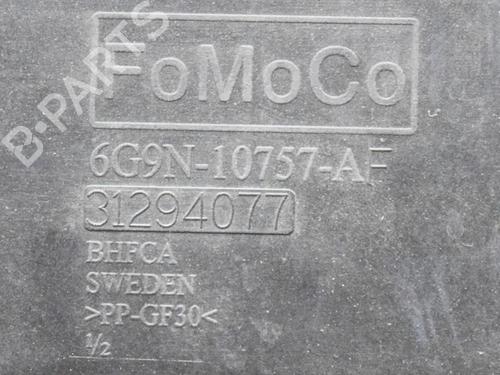 FoMoCo
B-PARTS
6G9N-10757-AF
31294077
BHFCA
SWEDEN
>PP-GF30<
1/2